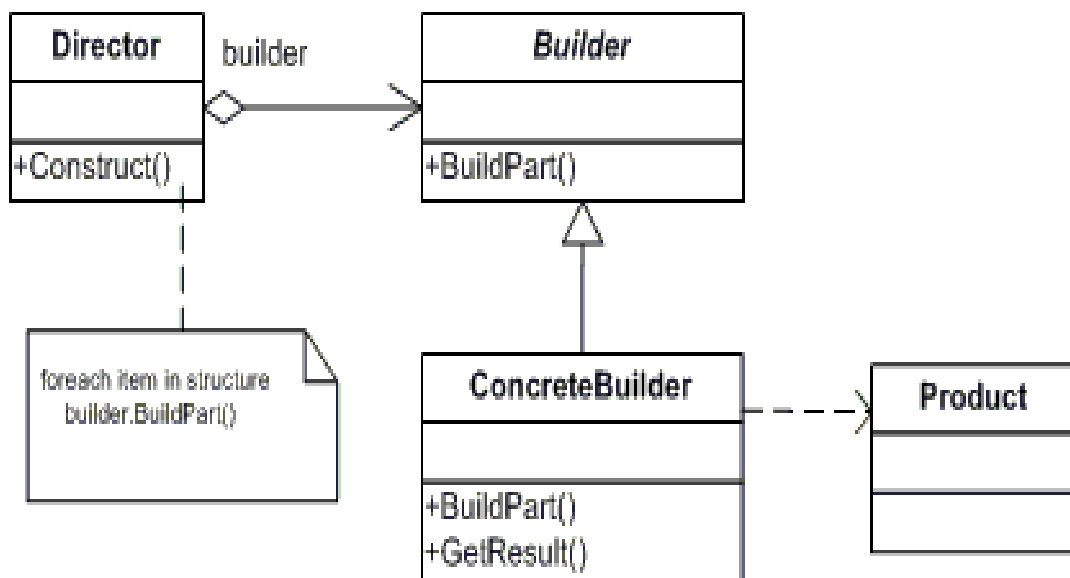 Director
builder
Builder
+Construct()
+BuildPart()
foreach item in structure
builder.BuildPart()
ConcreteBuilder
Product
+BuildPart()
+GetResult()